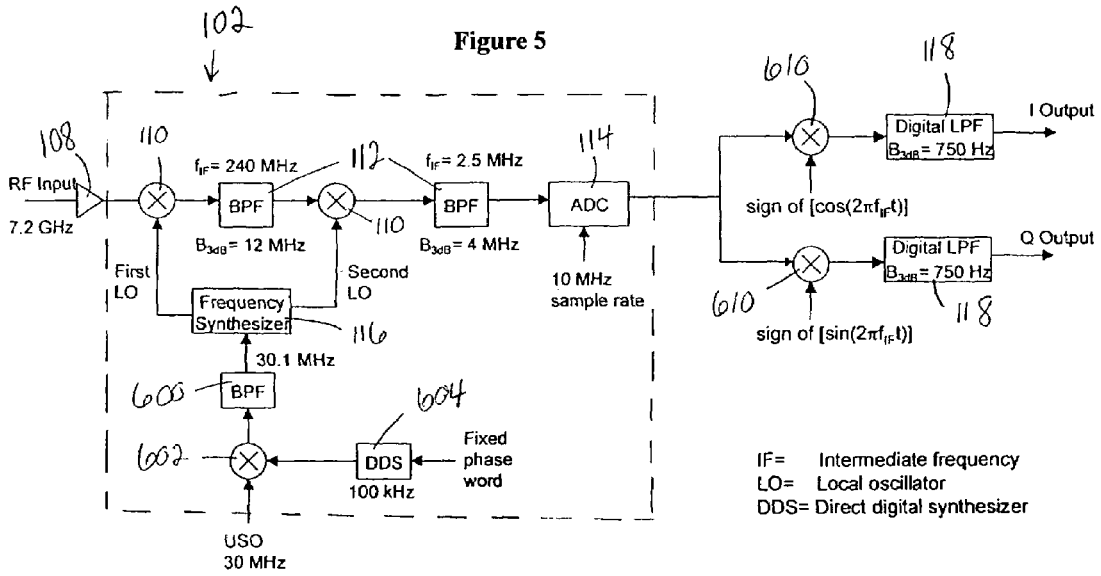 102
Figure 5
610
118
108
110
112
114
I Output
f_IF = 240 MHz
f_IF = 2.5 MHz
Digital LPF
B_3dB = 750 Hz
RF Input
BPF
BPF
ADC
7.2 GHz
110
sign of [cos(2πf_IFt)]
B_3dB = 12 MHz
B_3dB = 4 MHz
Digital LPF
B_3dB = 750 Hz
Q Output
First
LO
Second
LO
10 MHz
sample rate
610
118
Frequency
Synthesizer
116
sign of [sin(2πf_IFt)]
30.1 MHz
600
BPF
604
602
DDS
100 kHz
Fixed
phase
word
USO
30 MHz
IF= Intermediate frequency
LO= Local oscillator
DDS= Direct digital synthesizer